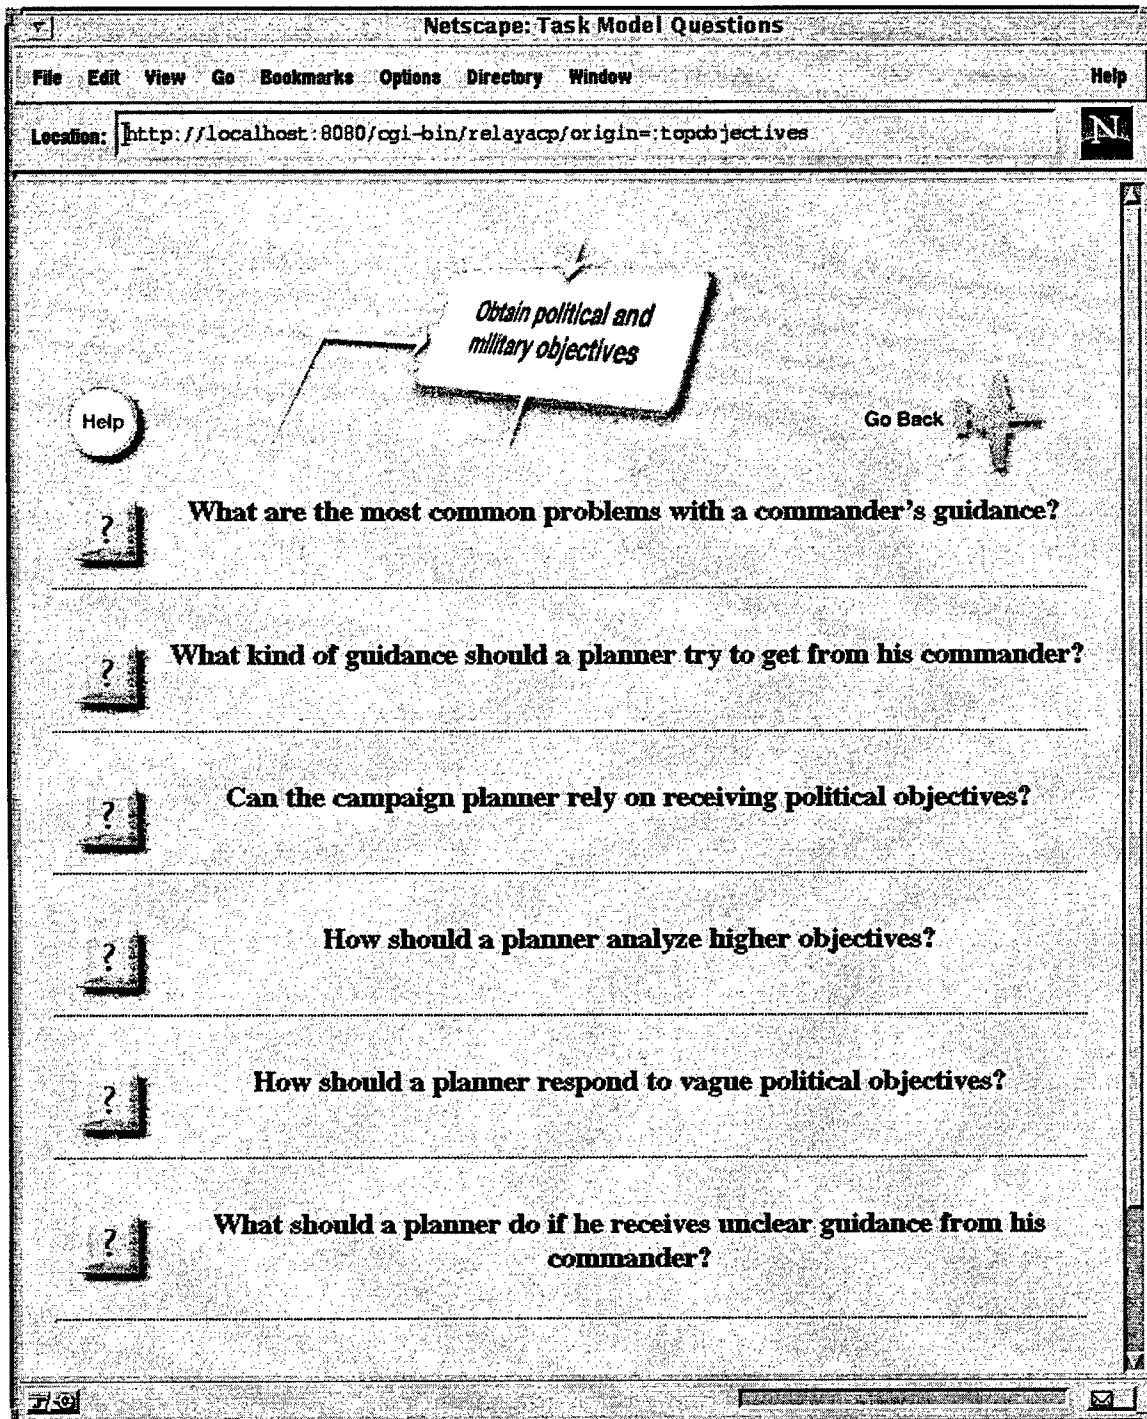 Netscape: Task Model Questions
File Edit View Go Bookmarks Options Directory Window Help
Location: http://localhost:8080/cgi-bin/relayacp/origin=:topobjectives
N
Obtain political and
military objectives
Help
Go Back
? What are the most common problems with a commander's guidance?
? What kind of guidance should a planner try to get from his commander?
? Can the campaign planner rely on receiving political objectives?
? How should a planner analyze higher objectives?
? How should a planner respond to vague political objectives?
? What should a planner do if he receives unclear guidance from his
commander?